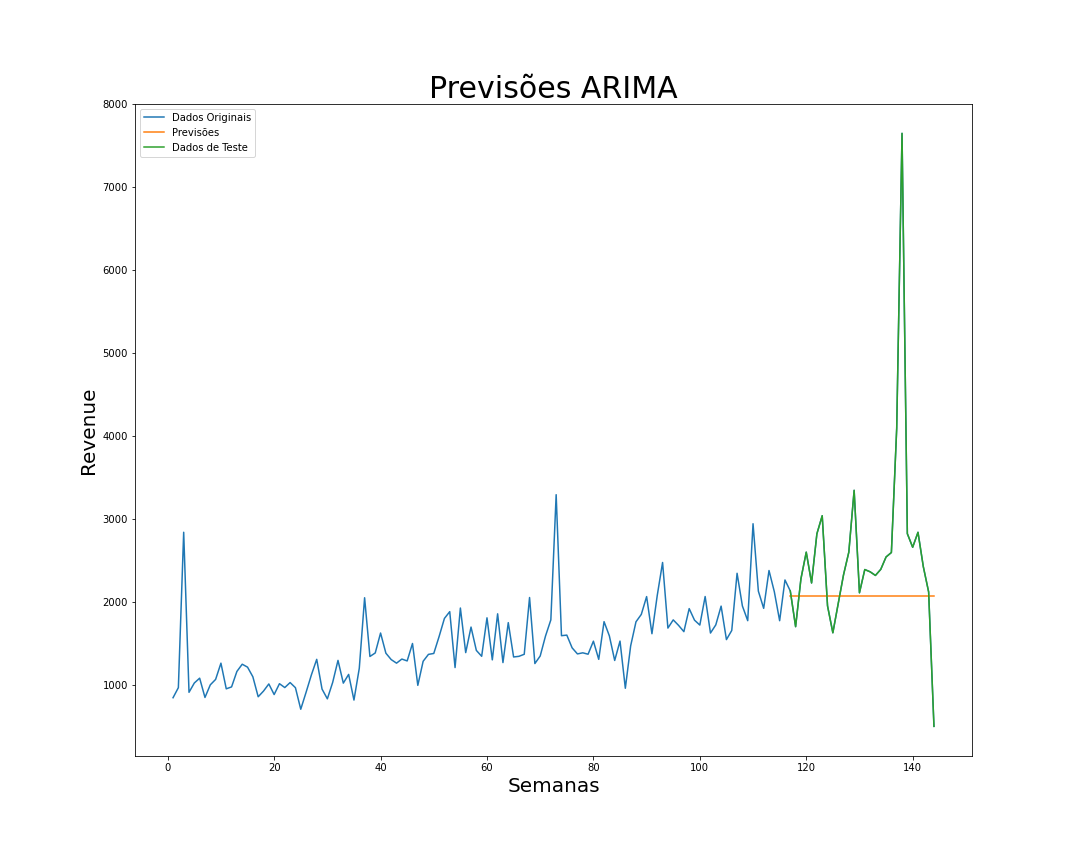 Previsões ARIMA
Dados Originais
Previsões
Dados de Teste
8000
7000
6000
5000
4000
3000
2000
1000
Revenue
0 20 40 60 80 100 120 140
Semanas